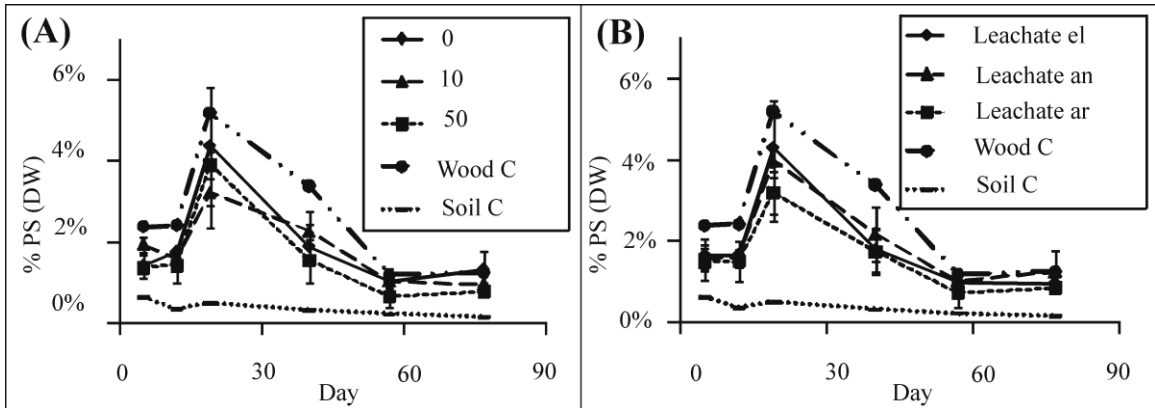 (A)
0
10
50
Wood C
Soil C
6%
4%
2%
0%
% PS (DW)
0 30 60 90
Day
(B)
Leachate el
Leachate an
Leachate ar
Wood C
Soil C
6%
4%
2%
0%
% PS (DW)
0 30 60 90
Day